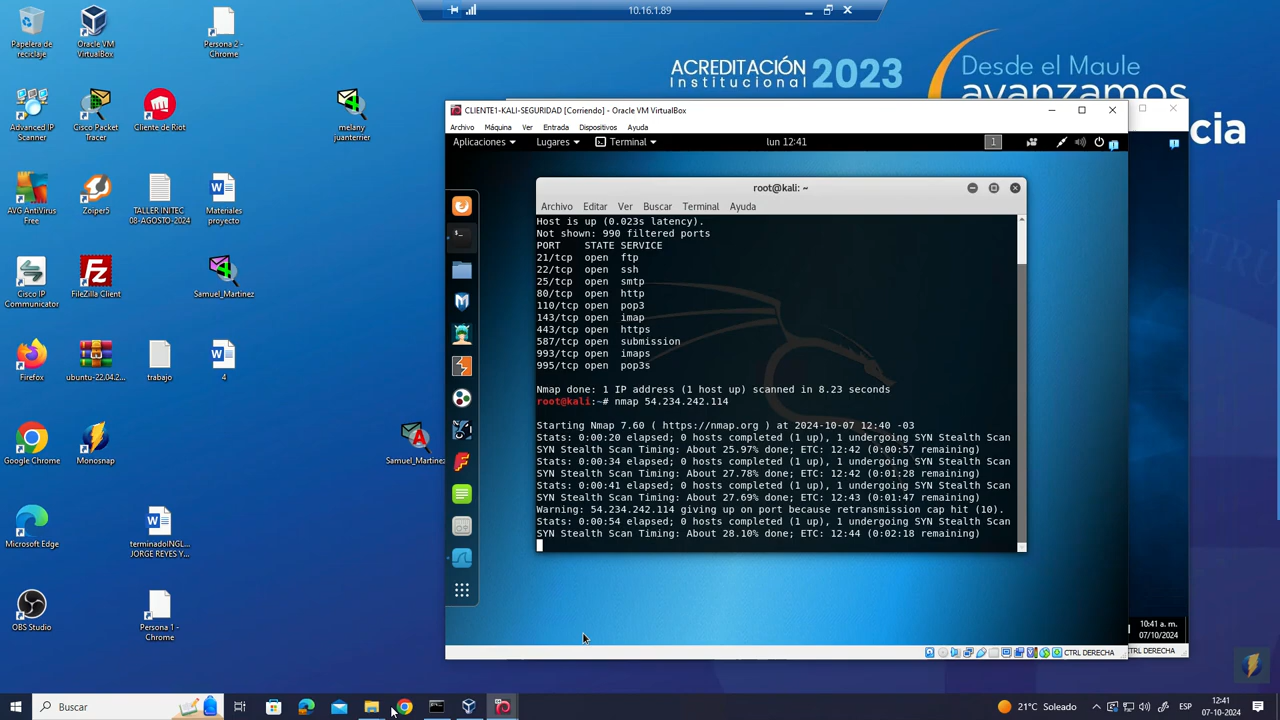 10.16.1.89
Papelera de
reciclaje
Oracle VM
VirtualBox
Persona 2 -
Chrome
ACREDITACIÓN
Institucional
2023
Desde el Maule
avanzamos
cia
Advanced IP
Scanner
Cisco Packet
Tracer
Cliente de Riot
melany
juanterrier
AVG AntiVirus
Free
Zoiper5
TALLER INITEC
08-AGOSTO-2024
Materiales
proyecto
Cisco IP
Communicator
FileZilla Client
Samuel_Martinez
Firefox
ubuntu-22.04.2...
trabajo
4
Google Chrome
Monosnap
Samuel_Martinez
Microsoft Edge
terminadoINGL...
JORGE REYES Y...
OBS Studio
Persona 1 -
Chrome
CLIENTE1-KALI-SEGURIDAD [Corriendo] - Oracle VM VirtualBox
Archivo Máquina Ver Entrada Dispositivos Ayuda
Aplicaciones Lugares Terminal lun 12:41 1
root@kali: ~
Archivo Editar Ver Buscar Terminal Ayuda
Host is up (0.023s latency).
Not shown: 990 filtered ports
PORT STATE SERVICE
21/tcp open ftp
22/tcp open ssh
25/tcp open smtp
80/tcp open http
110/tcp open pop3
143/tcp open imap
443/tcp open https
587/tcp open submission
993/tcp open imaps
995/tcp open pop3s
Nmap done: 1 IP address (1 host up) scanned in 8.23 seconds
root@kali:~# nmap 54.234.242.114
Starting Nmap 7.60 ( https://nmap.org ) at 2024-10-07 12:40 -03
Stats: 0:00:20 elapsed; 0 hosts completed (1 up), 1 undergoing SYN Stealth Scan
SYN Stealth Scan Timing: About 25.97% done; ETC: 12:42 (0:00:57 remaining)
Stats: 0:00:34 elapsed; 0 hosts completed (1 up), 1 undergoing SYN Stealth Scan
SYN Stealth Scan Timing: About 27.78% done; ETC: 12:42 (0:01:28 remaining)
Stats: 0:00:41 elapsed; 0 hosts completed (1 up), 1 undergoing SYN Stealth Scan
SYN Stealth Scan Timing: About 27.69% done; ETC: 12:43 (0:01:47 remaining)
Warning: 54.234.242.114 giving up on port because retransmission cap hit (10).
Stats: 0:00:54 elapsed; 0 hosts completed (1 up), 1 undergoing SYN Stealth Scan
SYN Stealth Scan Timing: About 28.10% done; ETC: 12:44 (0:02:18 remaining)
CTRL DERECHA
10:41 a. m.
07/10/2024
CTRL DERECHA
Buscar
21°C Soleado
ESP
12:41
07-10-2024